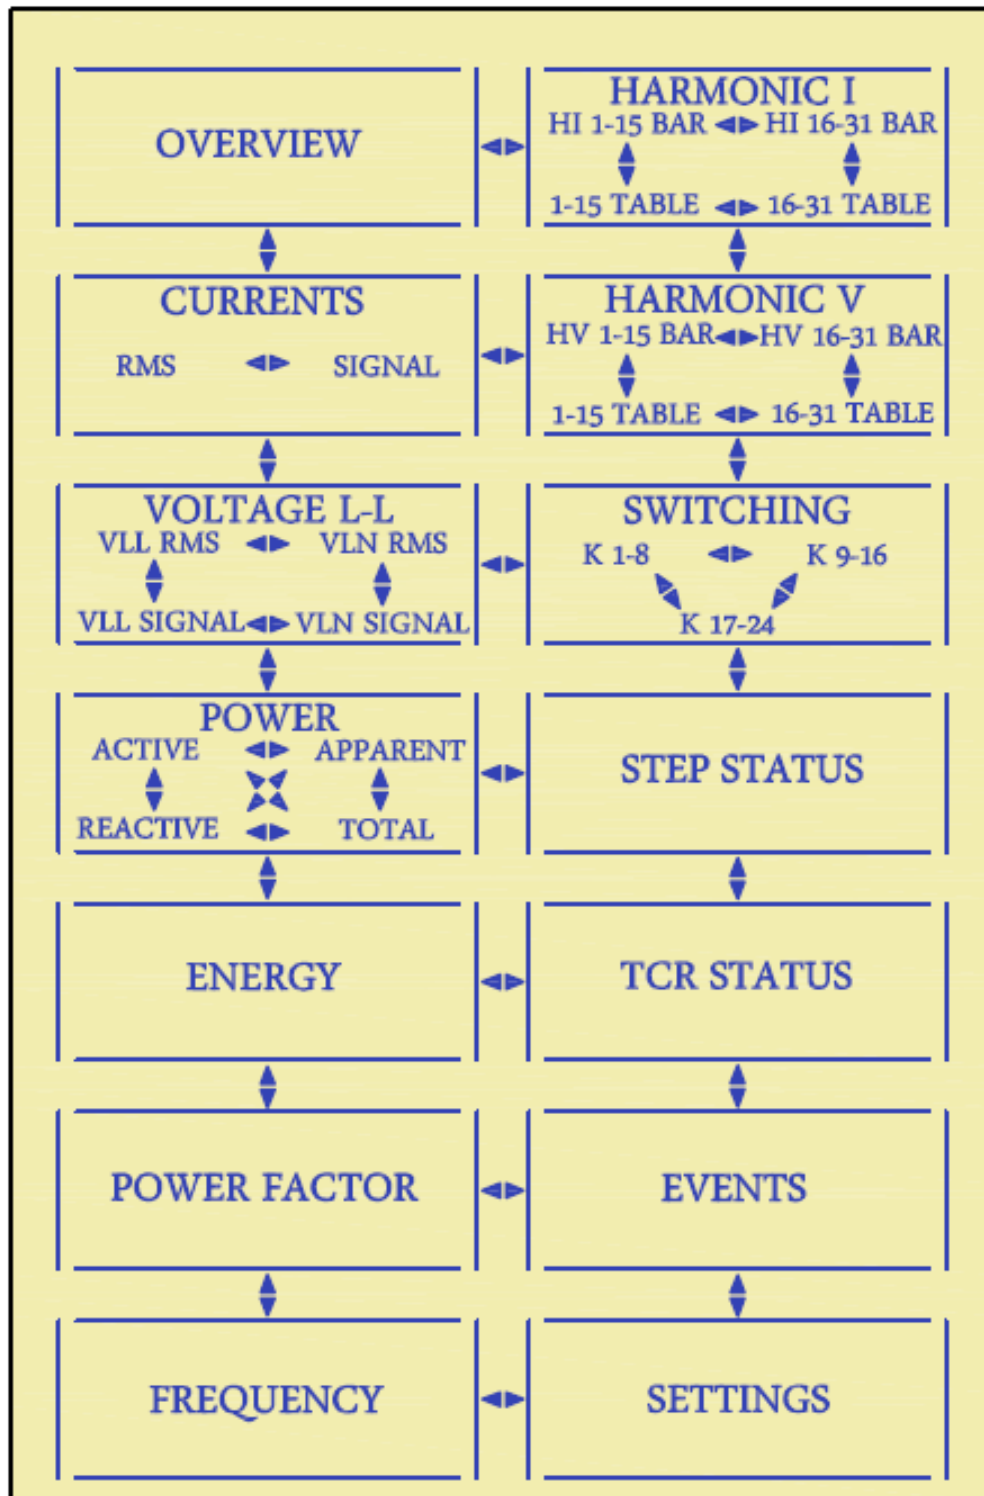 OVERVIEW
HARMONIC I
HI 1-15 BAR HI 16-31 BAR
1-15 TABLE 16-31 TABLE
CURRENTS
RMS SIGNAL
HARMONIC V
HV 1-15 BAR HV 16-31 BAR
1-15 TABLE 16-31 TABLE
VOLTAGE L-L
VLL RMS VLN RMS
VLL SIGNAL VLN SIGNAL
SWITCHING
K 1-8 K 9-16
K 17-24
POWER
ACTIVE APPARENT
REACTIVE TOTAL
STEP STATUS
ENERGY
TCR STATUS
POWER FACTOR
EVENTS
FREQUENCY
SETTINGS